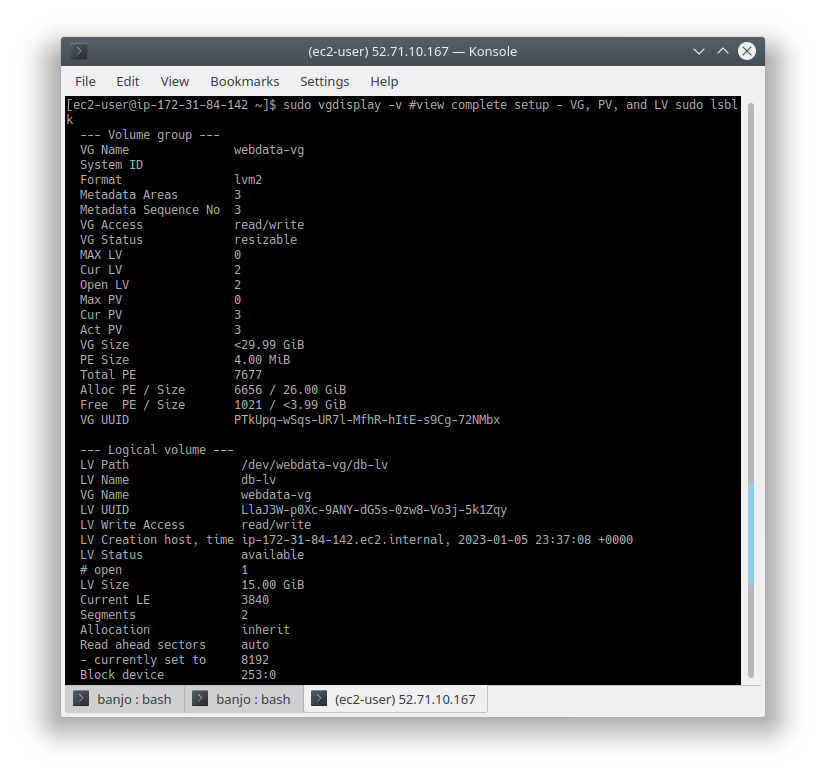 (ec2-user) 52.71.10.167 — Konsole
File Edit View Bookmarks Settings Help
[ec2-user@ip-172-31-84-142 ~]$ sudo vgdisplay -v #view complete setup - VG, PV, and LV sudo lsbl
k
--- Volume group ---
VG Name webdata-vg
System ID
Format lvm2
Metadata Areas 3
Metadata Sequence No 3
VG Access read/write
VG Status resizable
MAX LV 0
Cur LV 2
Open LV 2
Max PV 0
Cur PV 3
Act PV 3
VG Size <29.99 GiB
PE Size 4.00 MiB
Total PE 7677
Alloc PE / Size 6656 / 26.00 GiB
Free  PE / Size 1021 / <3.99 GiB
VG UUID PTkUpq-wSqs-UR7l-MfhR-hItE-s9Cg-72NMbx
--- Logical volume ---
LV Path /dev/webdata-vg/db-lv
LV Name db-lv
VG Name webdata-vg
LV UUID LlaJ3W-p0Xc-9ANY-dG5s-0zw8-Vo3j-5k1Zqy
LV Write Access read/write
LV Creation host, time ip-172-31-84-142.ec2.internal, 2023-01-05 23:37:08 +0000
LV Status available
# open 1
LV Size 15.00 GiB
Current LE 3840
Segments 2
Allocation inherit
Read ahead sectors auto
- currently set to 8192
Block device 253:0
banjo : bash banjo : bash (ec2-user) 52.71.10.167